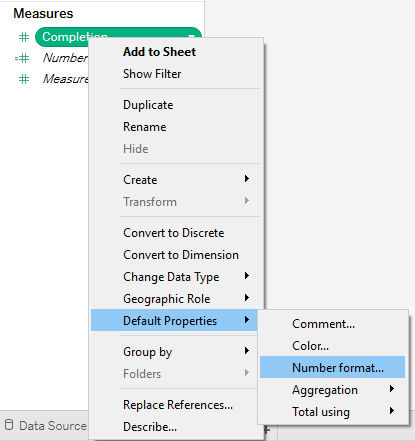 Measures
Completion
Number
Measure
Add to Sheet
Show Filter
Duplicate
Rename
Hide
Create
Transform
Convert to Discrete
Convert to Dimension
Change Data Type
Geographic Role
Default Properties
Group by
Folders
Replace References...
Describe...
Comment...
Color...
Number format...
Aggregation
Total using
Data Source